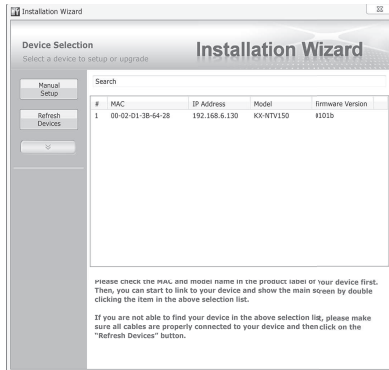 Installation Wizard
Device Selection
Select a device to setup or upgrade
Installation Wizard
Manual
Setup
Refresh
Devices
Search
# MAC IP Address Model Firmware Version
1 00-02-D1-3B-64-28 192.168.6.130 KX-NTV150 #101b
Please check the MAC and model name in the product label of your device first.
Then, you can start to link to your device and show the main screen by double
clicking the item in the above selection list.
If you are not able to find your device in the above selection list, please make
sure all cables are properly connected to your device and then click on the
"Refresh Devices" button.